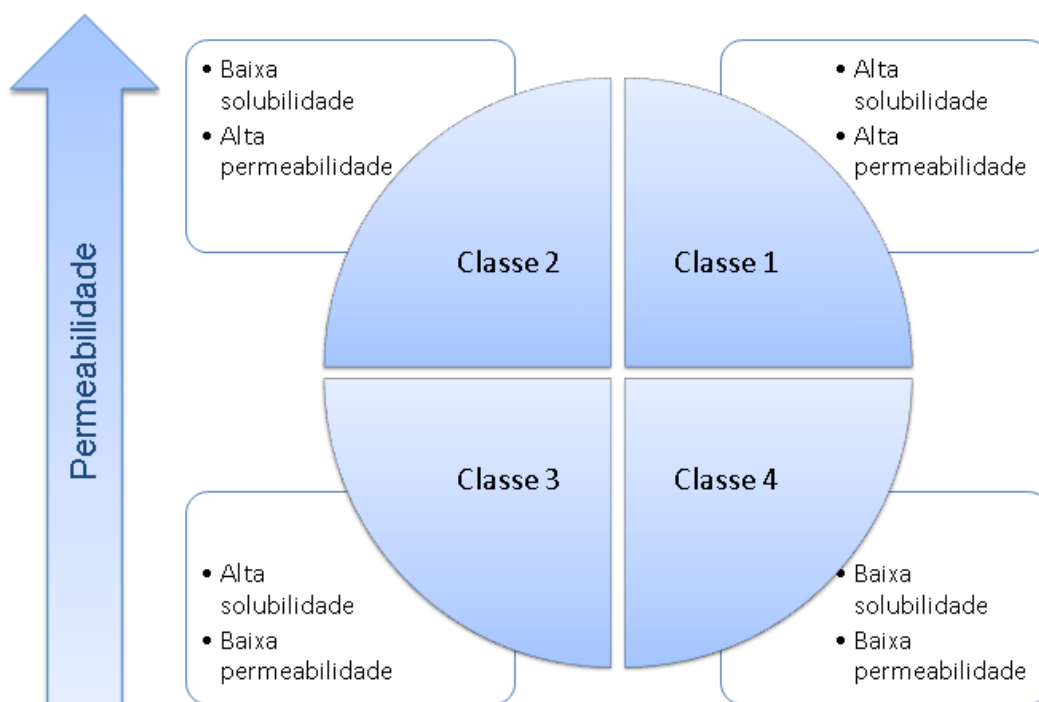 Permeabilidade
• Baixa
solubilidade
• Alta
permeabilidade
• Alta
solubilidade
• Alta
permeabilidade
Classe 2
Classe 1
Classe 3
Classe 4
• Alta
solubilidade
• Baixa
permeabilidade
• Baixa
solubilidade
• Baixa
permeabilidade